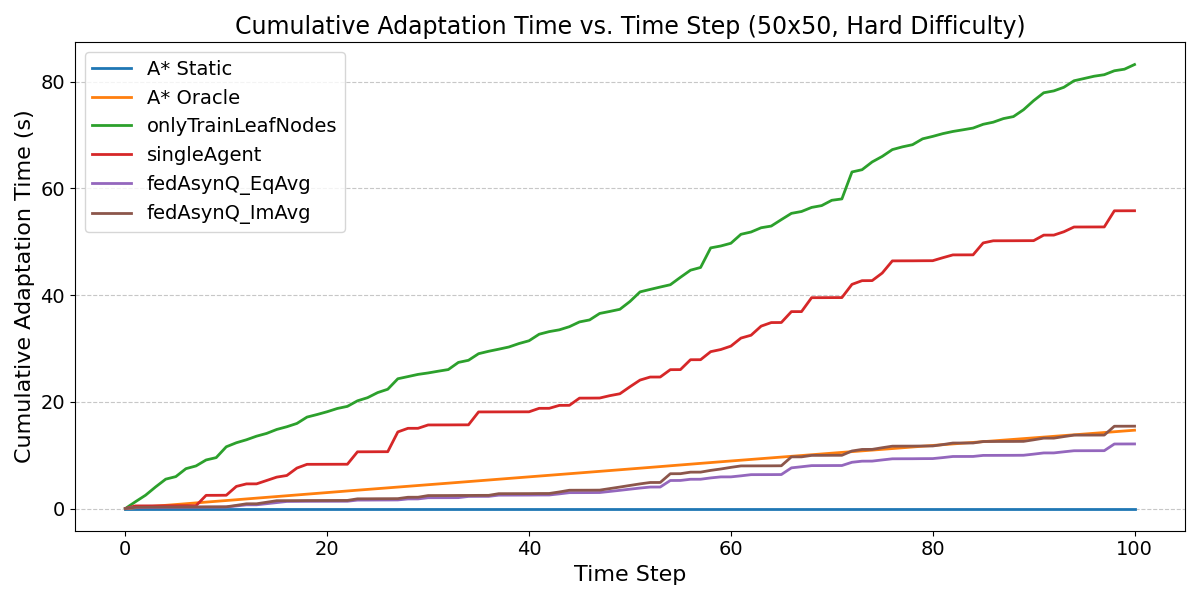 Cumulative Adaptation Time vs. Time Step (50x50, Hard Difficulty)
A* Static
A* Oracle
onlyTrainLeafNodes
singleAgent
fedAsynQ_EqAvg
fedAsynQ_ImAvg
Cumulative Adaptation Time (s)
80
60
40
20
0
0 20 40 60 80 100
Time Step